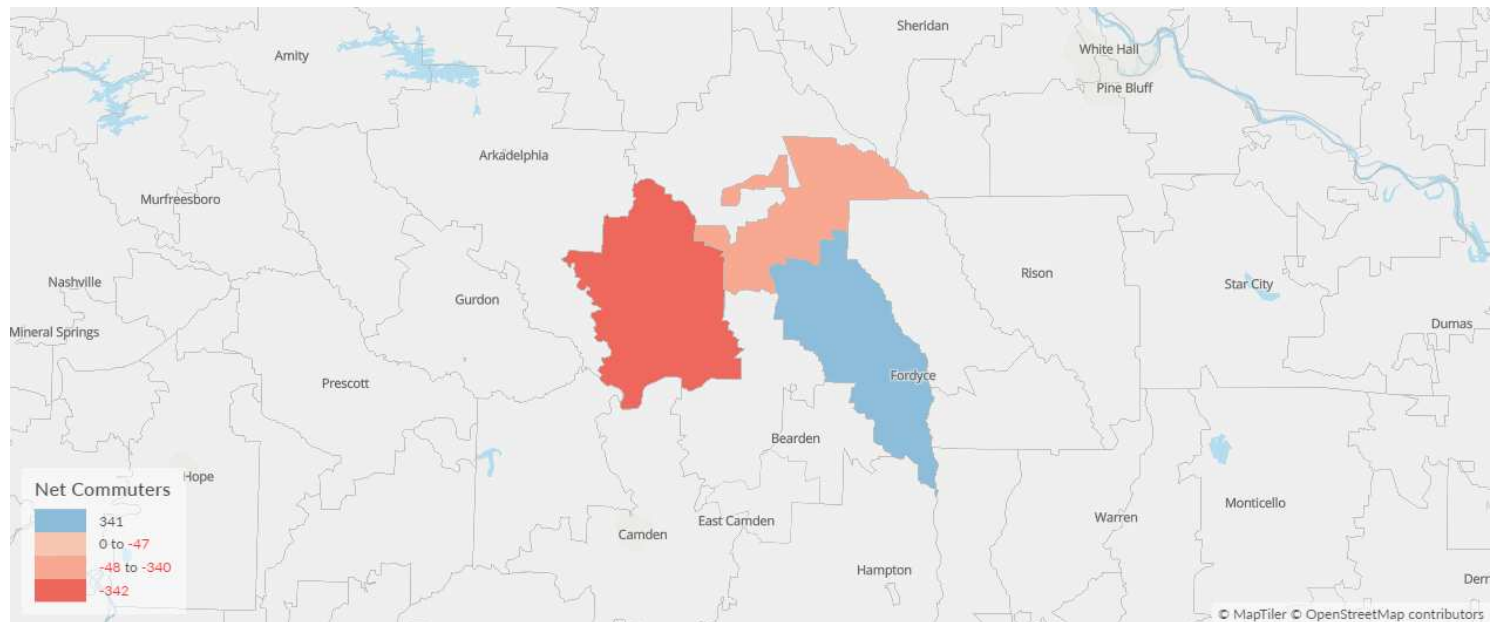 Sheridan
Amity
White Hall
Pine Bluff
Arkadelphia
Murfreesboro
Rison
Nashville
Star City
Gurdon
Mineral Springs
Dumas
Prescott
Fordyce
Bearden
Hope
Net Commuters
341
0 to -47
-48 to -340
-342
Monticello
Warren
East Camden
Camden
Hampton
Derr
© MapTiler © OpenStreetMap contributors